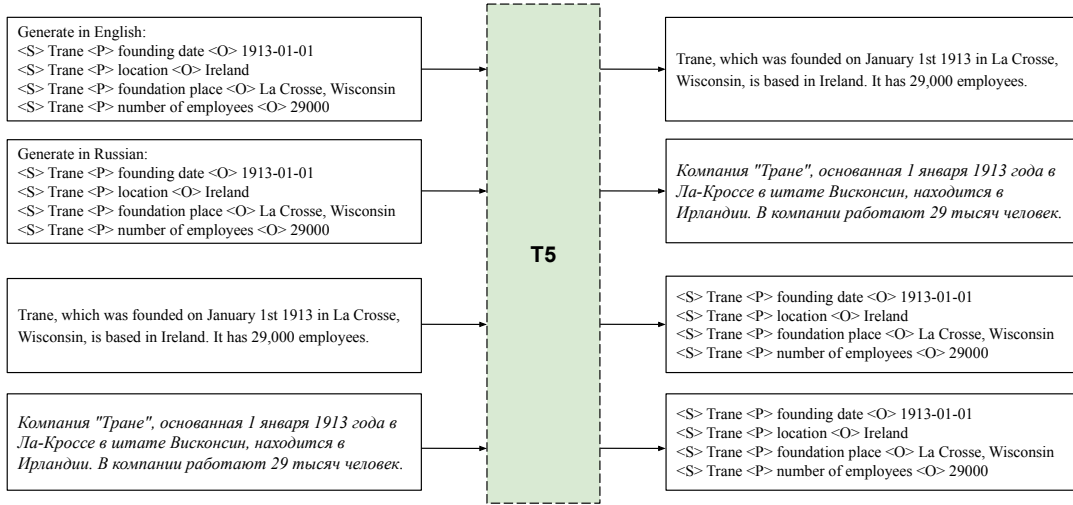 Generate in English:
<S> Trane <P> founding date <O> 1913-01-01
<S> Trane <P> location <O> Ireland
<S> Trane <P> foundation place <O> La Crosse, Wisconsin
<S> Trane <P> number of employees <O> 29000
Trane, which was founded on January 1st 1913 in La Crosse,
Wisconsin, is based in Ireland. It has 29,000 employees.
Generate in Russian:
<S> Trane <P> founding date <O> 1913-01-01
<S> Trane <P> location <O> Ireland
<S> Trane <P> foundation place <O> La Crosse, Wisconsin
<S> Trane <P> number of employees <O> 29000
Компания "Тране", основанная 1 января 1913 года в
Ла-Кроссе в штате Висконсин, находится в
Ирландии. В компании работают 29 тысяч человек.
T5
Trane, which was founded on January 1st 1913 in La Crosse,
Wisconsin, is based in Ireland. It has 29,000 employees.
<S> Trane <P> founding date <O> 1913-01-01
<S> Trane <P> location <O> Ireland
<S> Trane <P> foundation place <O> La Crosse, Wisconsin
<S> Trane <P> number of employees <O> 29000
Компания "Тране", основанная 1 января 1913 года в
Ла-Кроссе в штате Висконсин, находится в
Ирландии. В компании работают 29 тысяч человек.
<S> Trane <P> founding date <O> 1913-01-01
<S> Trane <P> location <O> Ireland
<S> Trane <P> foundation place <O> La Crosse, Wisconsin
<S> Trane <P> number of employees <O> 29000